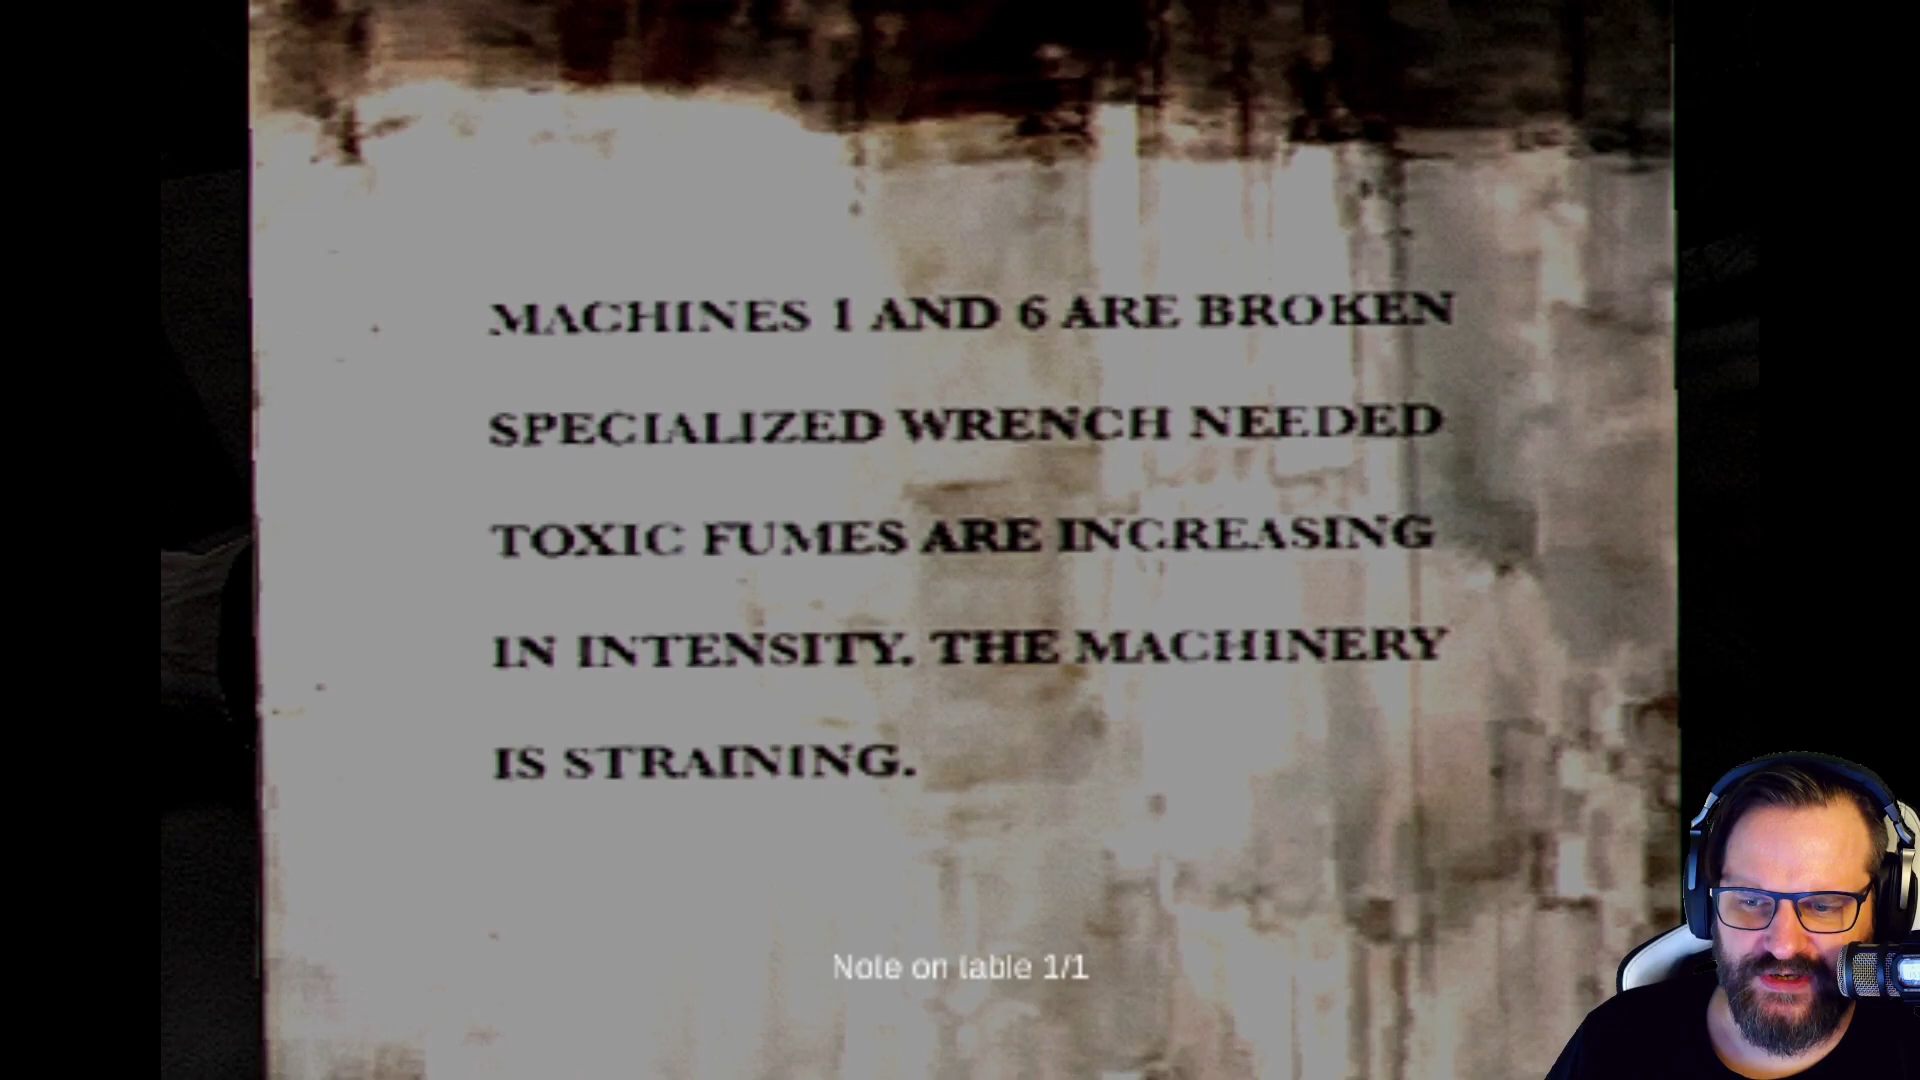 MACHINES 1 AND 6 ARE BROKEN
SPECIALIZED WRENCH NEEDED
TOXIC FUMES ARE INCREASING
IN INTENSITY. THE MACHINERY
IS STRAINING.
Note on table 1/1